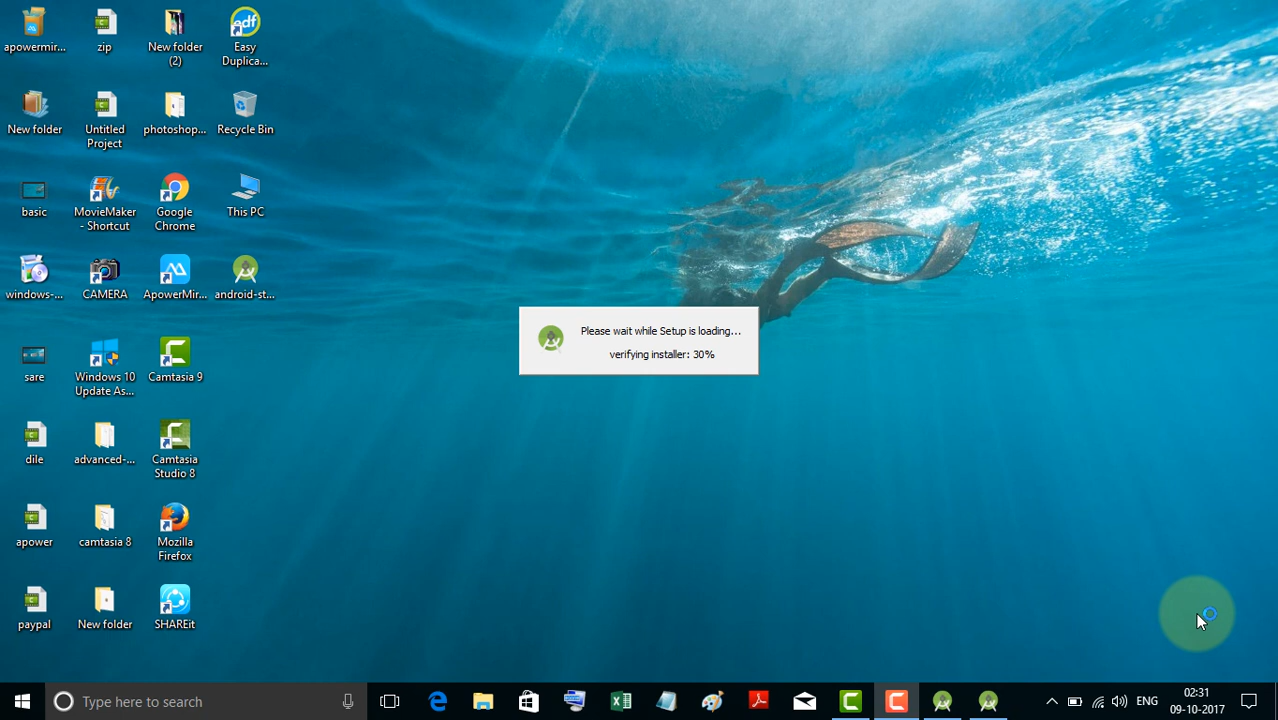 apowermir...
zip
New folder
(2)
Easy
Duplica...
New folder
Untitled
Project
photoshop...
Recycle Bin
basic
MovieMaker
- Shortcut
Google
Chrome
This PC
windows-...
CAMERA
ApowerMir...
android-st...
Please wait while Setup is loading...
verifying installer: 30%
sare
Windows 10
Update As...
Camtasia 9
dile
advanced-...
Camtasia
Studio 8
apower
camtasia 8
Mozilla
Firefox
paypal
New folder
SHAREit
Type here to search
ENG
02:31
09-10-2017